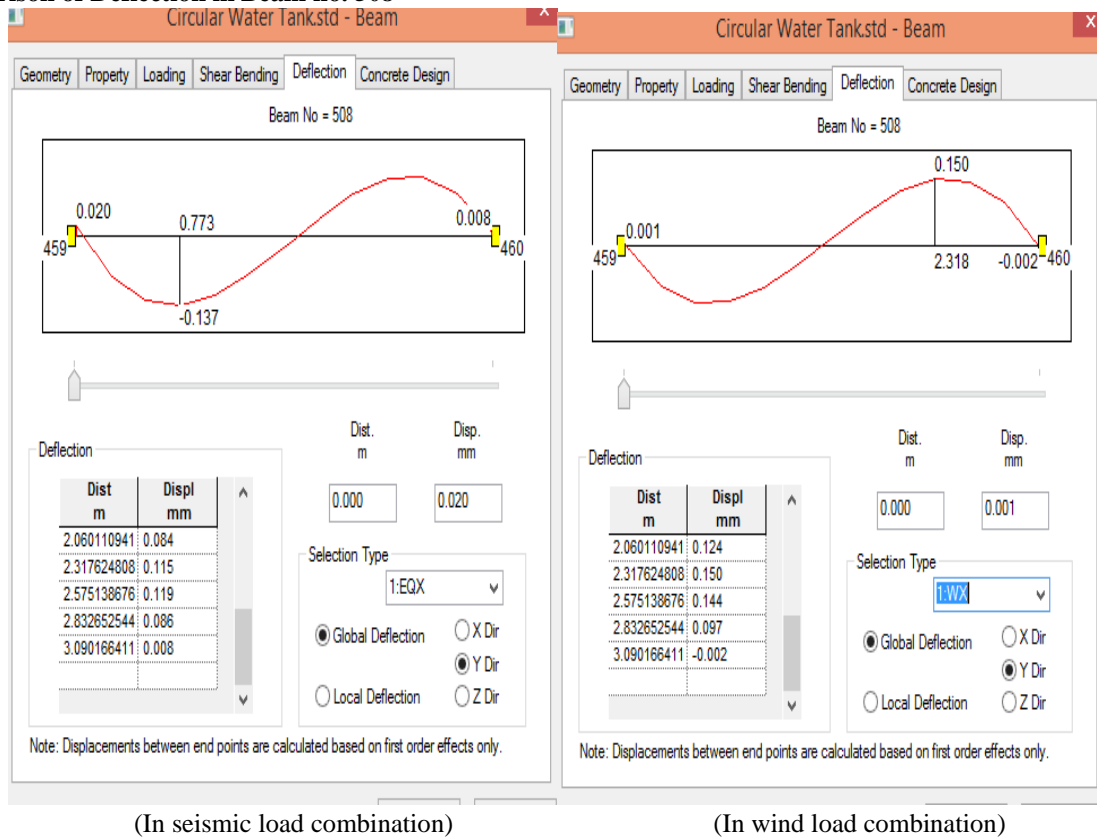 Circular Water Tank.std - Beam
X
Geometry Property Loading Shear Bending Deflection Concrete Design
Beam No = 508
0.020
0.773
0.008
459
460
-0.137
Deflection
Dist. Disp.
m mm
Dist Displ
m mm
0.000 0.020
2.060110941 0.084
2.317624808 0.115
2.575138676 0.119
2.832652544 0.086
3.090166411 0.008
Selection Type
1:EQX
Global Deflection X Dir
Y Dir
Local Deflection Z Dir
Note: Displacements between end points are calculated based on first order effects only.
(In seismic load combination)
Circular Water Tank.std - Beam
X
Geometry Property Loading Shear Bending Deflection Concrete Design
Beam No = 508
0.150
0.001
459
2.318 -0.002 460
Deflection
Dist. Disp.
m mm
Dist Displ
m mm
0.000 0.001
2.060110941 0.124
2.317624808 0.150
2.575138676 0.144
2.832652544 0.097
3.090166411 -0.002
Selection Type
1:WX
Global Deflection X Dir
Y Dir
Local Deflection Z Dir
Note: Displacements between end points are calculated based on first order effects only.
(In wind load combination)